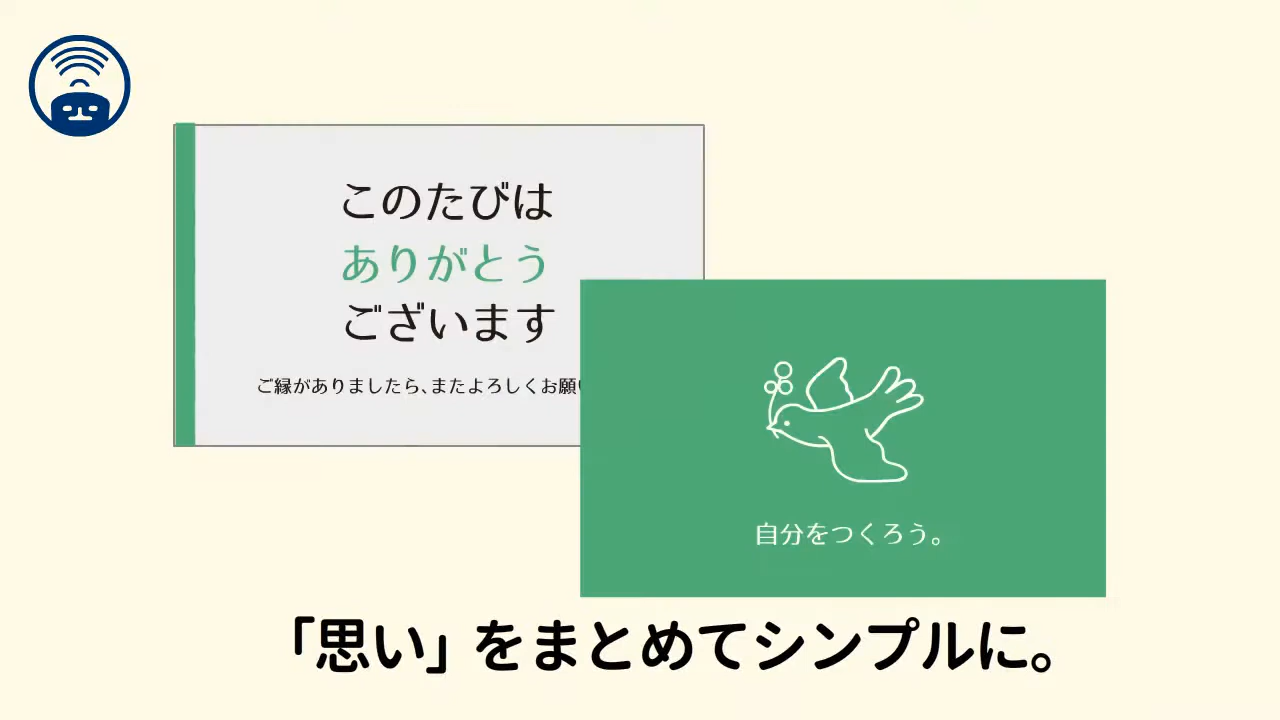 このたびは
ありがとう
ございます
ご縁がありましたら、またよろしくお願
自分をつくろう。
「思い」をまとめてシンプルに。